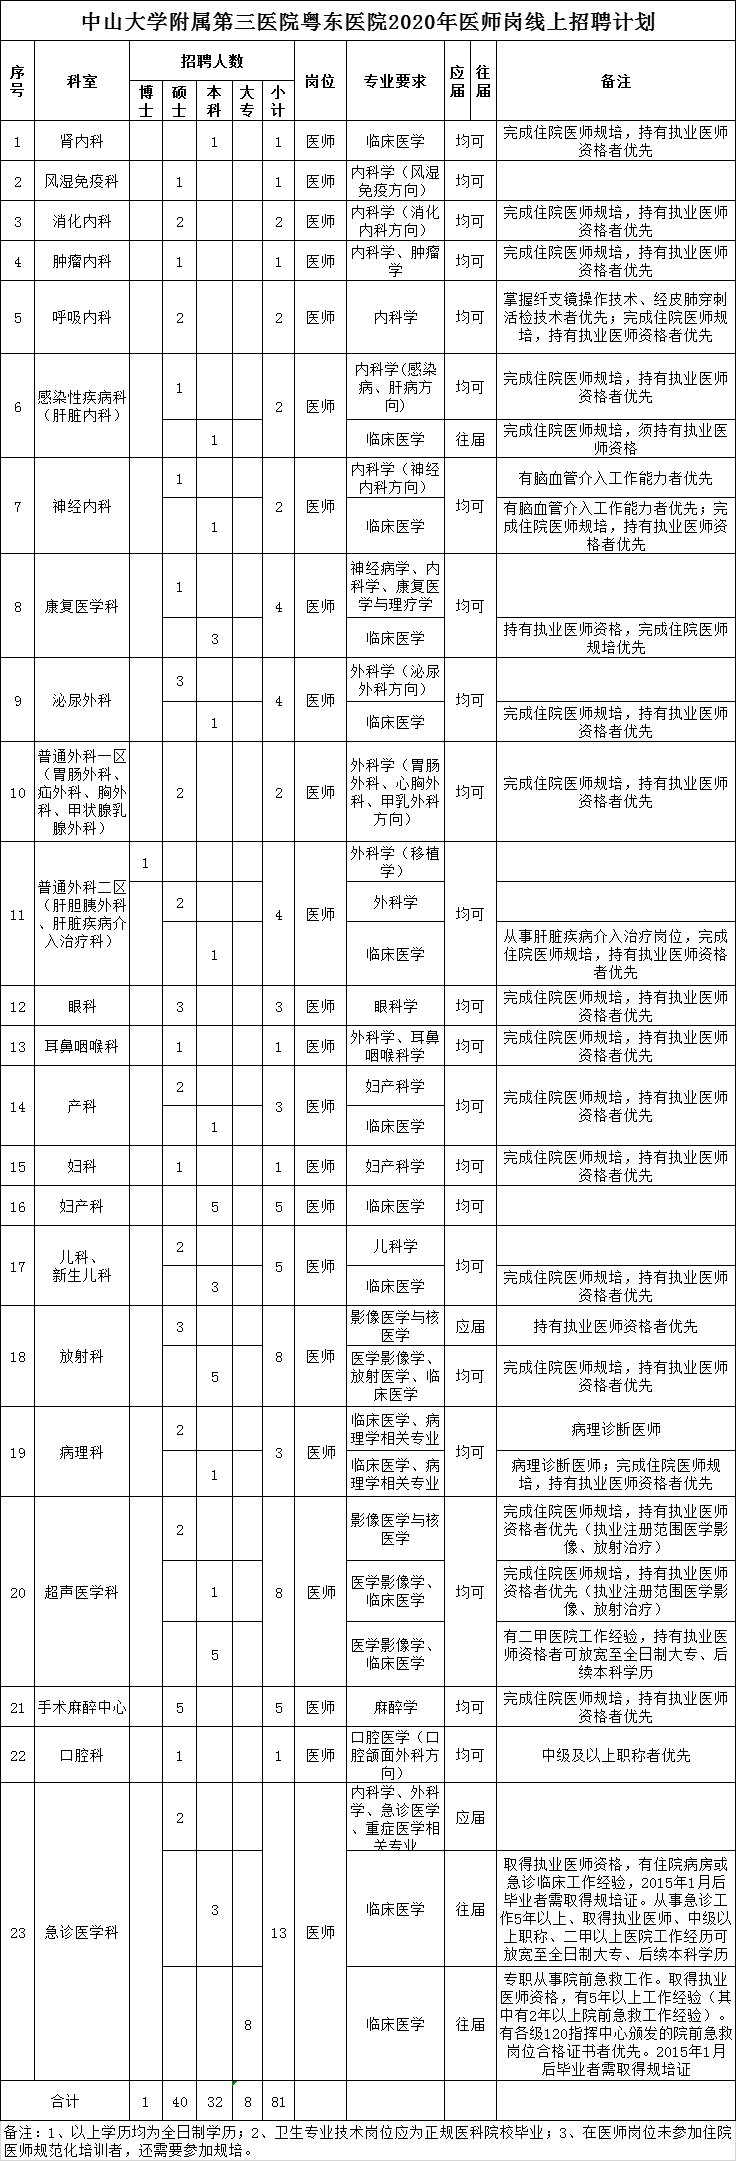 中山大学附属第三医院粤东医院2020年医师岗线上招聘计划
序号 科室 招聘人数 岗位 专业要求 应届 往届 备注
博士 硕士 本科 大专 小计
1 肾内科 1 1 医师 临床医学 均可 完成住院医师规培，持有执业医师资格者优先
2 风湿免疫科 1 1 医师 内科学（风湿免疫方向） 均可
3 消化内科 2 2 医师 内科学（消化内科方向） 均可 完成住院医师规培，持有执业医师资格者优先
4 肿瘤内科 1 1 医师 内科学、肿瘤学 均可 完成住院医师规培，持有执业医师资格者优先
5 呼吸内科 2 2 医师 内科学 均可 掌握纤支镜操作技术、经皮肺穿刺活检技术者优先；完成住院医师规培，持有执业医师资格者优先
6 感染性疾病科（肝脏内科） 1 2 医师 内科学(感染病、肝病方向) 均可 完成住院医师规培，持有执业医师资格者优先
1 临床医学 往届 完成住院医师规培，须持有执业医师资格
7 神经内科 1 2 医师 内科学（神经内科方向） 均可 有脑血管介入工作能力者优先
1 临床医学 有脑血管介入工作能力者优先；完成住院医师规培，持有执业医师资格者优先
8 康复医学科 1 4 医师 神经病学、内科学、康复医学与理疗学 均可
3 临床医学 持有执业医师资格，完成住院医师规培优先
9 泌尿外科 3 4 医师 外科学（泌尿外科方向） 均可
1 临床医学 完成住院医师规培，持有执业医师资格者优先
10 普通外科一区（胃肠外科、疝外科、胸外科、甲状腺乳腺外科） 2 2 医师 外科学（胃肠外科、心胸外科、甲乳外科方向） 均可 完成住院医师规培，持有执业医师资格者优先
11 普通外科二区（肝胆胰外科、肝脏疾病介入治疗科） 1 4 医师 外科学（移植学） 均可
2 外科学
1 临床医学 从事肝脏疾病介入治疗岗位，完成住院医师规培，持有执业医师资格者优先
12 眼科 3 3 医师 眼科学 均可 完成住院医师规培，持有执业医师资格者优先
13 耳鼻咽喉科 1 1 医师 外科学、耳鼻咽喉科学 均可 完成住院医师规培，持有执业医师资格者优先
14 产科 2 3 医师 妇产科学 均可 完成住院医师规培，持有执业医师资格者优先
1 临床医学
15 妇科 1 1 医师 妇产科学 均可 完成住院医师规培，持有执业医师资格者优先
16 妇产科 5 5 医师 临床医学 均可
17 儿科、新生儿科 2 5 医师 儿科学 均可
3 临床医学 完成住院医师规培，持有执业医师资格者优先
18 放射科 3 8 医师 影像医学与核医学 应届 持有执业医师资格者优先
5 医学影像学、放射医学、临床医学 均可 完成住院医师规培，持有执业医师资格者优先
19 病理科 2 3 医师 临床医学、病理学相关专业 均可 病理诊断医师
1 临床医学、病理学相关专业 病理诊断医师；完成住院医师规培，持有执业医师资格者优先
20 超声医学科 2 8 医师 影像医学与核医学 均可 完成住院医师规培，持有执业医师资格者优先（执业注册范围医学影像、放射治疗）
1 医学影像学、临床医学 完成住院医师规培，持有执业医师资格者优先（执业注册范围医学影像、放射治疗）
5 医学影像学、临床医学 有二甲医院工作经验，持有执业医师资格者可放宽至全日制大专、后续本科学历
21 手术麻醉中心 5 5 医师 麻醉学 均可 完成住院医师规培，持有执业医师资格者优先
22 口腔科 1 1 医师 口腔医学（口腔颌面外科方向） 均可 中级及以上职称者优先
23 急诊医学科 2 13 医师 内科学、外科学、急诊医学、重症医学相关专业 应届
3 临床医学 往届 取得执业医师资格，有住院病房或急诊临床工作经验，2015年1月后毕业者需取得规培证。从事急诊工作5年以上、取得执业医师、中级以上职称、二甲以上医院工作经历可放宽至全日制大专、后续本科学历
8 临床医学 往届 专职从事院前急救工作。取得执业医师资格，有5年以上工作经验（其中有2年以上院前急救工作经验）。有各级120指挥中心颁发的院前急救岗位合格证书者优先。2015年1月后毕业者需取得规培证
合计 1 40 32 8 81
备注：1、以上学历均为全日制学历；2、卫生专业技术岗位应为正规医科院校毕业；3、在医师岗位未参加住院
医师规范化培训者，还需要参加规培。